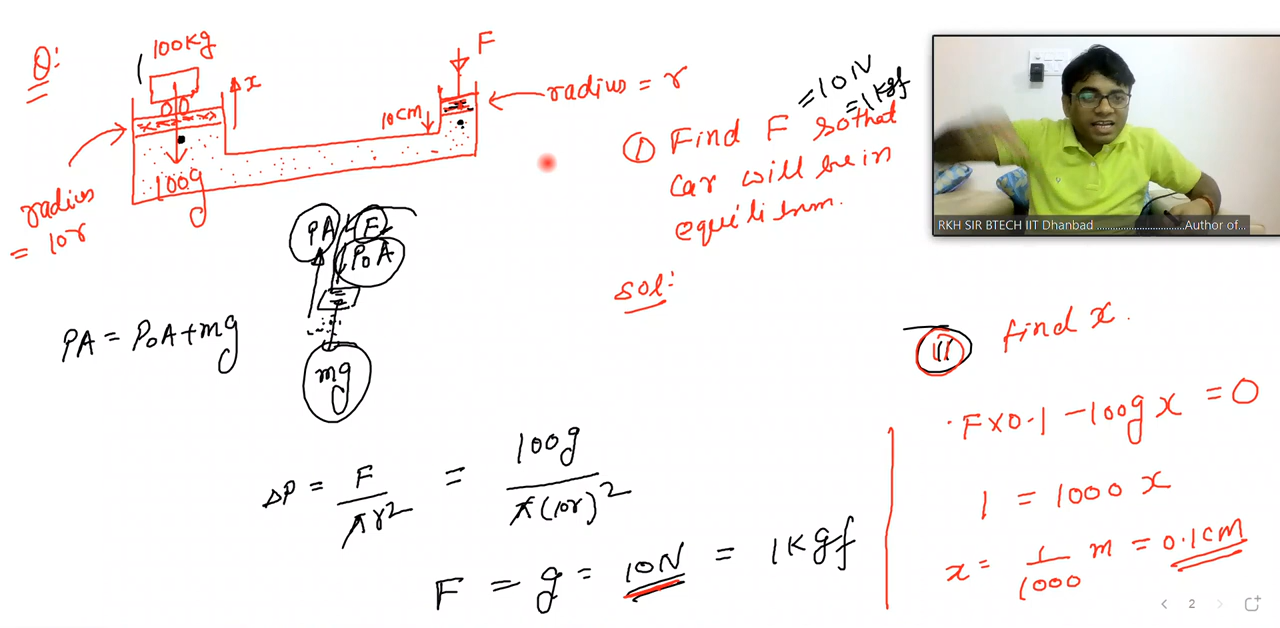 Q:
100kg
x
F
10cm
radius = r
radius
= 10r
100g
= 10N
= 1kgf
① Find F so that
Car will be in
equilibrium.
PA
F
P₀A
mg
PA = P₀A + mg
Sol:
ΔP = F/πr² = 100g/π(10r)²
F = g = 10N = 1Kgf
ii find x.
F×0.1 - 100g x = 0
1 = 1000 x
x = 1/1000 m = 0.1cm
RKH SIR BTECH IIT Dhanbad ......................Author of...
2